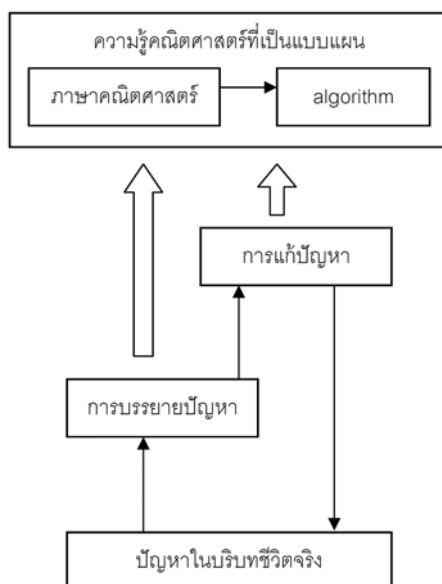 ความรู้คณิตศาสตร์ที่เป็นแบบแผน
ภาษาคณิตศาสตร์
algorithm
การแก้ปัญหา
การบรรยายปัญหา
ปัญหาในบริบทชีวิตจริง